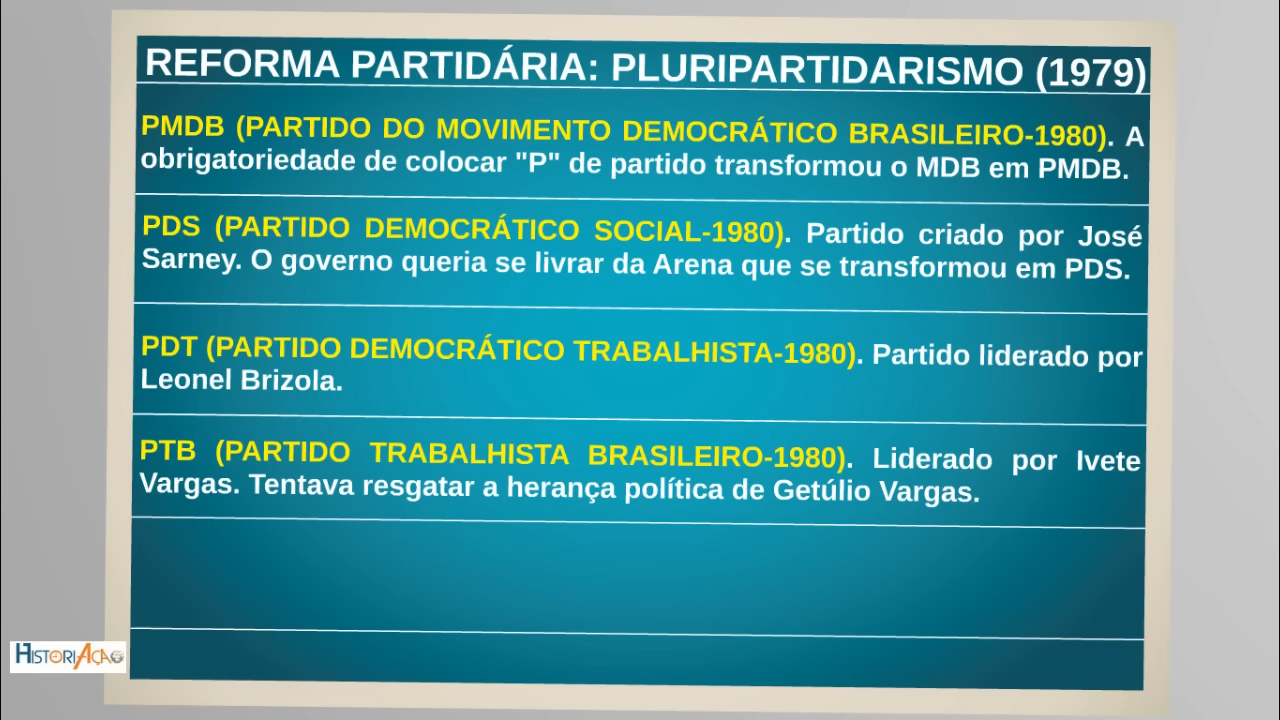 REFORMA PARTIDÁRIA: PLURIPARTIDARISMO (1979)
PMDB (PARTIDO DO MOVIMENTO DEMOCRÁTICO BRASILEIRO-1980). A
obrigatoriedade de colocar "P" de partido transformou o MDB em PMDB.
PDS (PARTIDO DEMOCRÁTICO SOCIAL-1980). Partido criado por José
Sarney. O governo queria se livrar da Arena que se transformou em PDS.
PDT (PARTIDO DEMOCRÁTICO TRABALHISTA-1980). Partido liderado por
Leonel Brizola.
PTB (PARTIDO TRABALHISTA BRASILEIRO-1980). Liderado por Ivete
Vargas. Tentava resgatar a herança política de Getúlio Vargas.
HISTORIAÇÃO